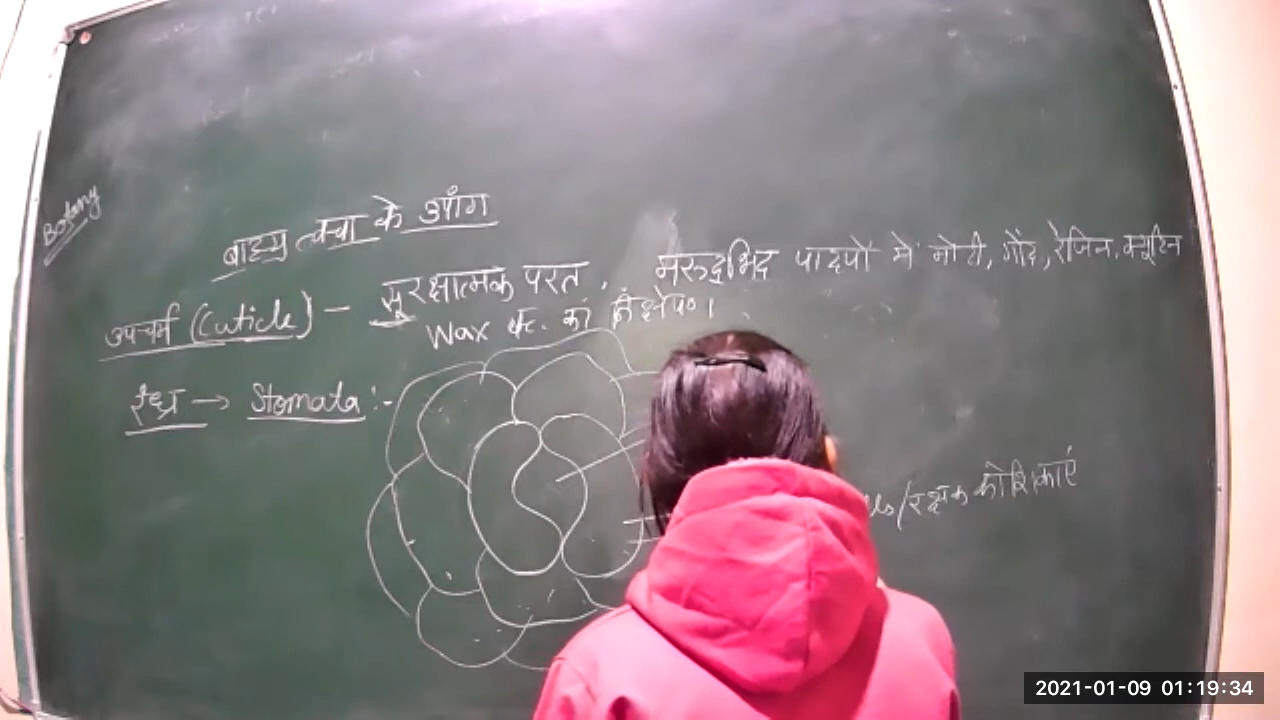 Botany
बाह्य त्वचा के उपाँग
उपचर्म (Cuticle) - सुरक्षात्मक परत. मरुद्भिद पादपों में मोटी, गोंद, रेजिन, क्यूटिन
Wax etc. का निक्षेपण।
रंध्र → Stomata :-
ls/रक्षक कोशिकाएं
2021-01-09 01:19:34